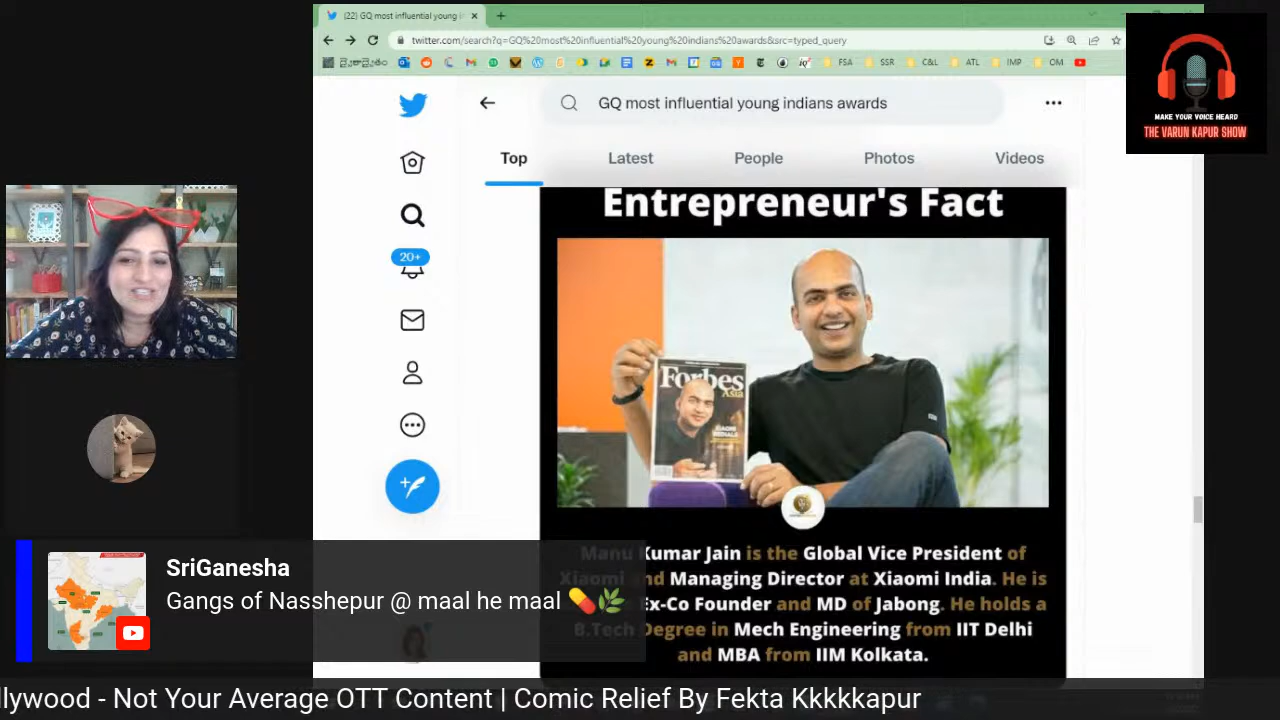 (22) GQ most influential young i
twitter.com/search?q=GQ%20most%20influential%20young%20indians%20awards&src=typed_query
FSA
SSR
C&L
ATL
IMP
OM
GQ most influential young indians awards
Top
Latest
People
Photos
Videos
20+
MAKE YOUR VOICE HEARD
THE VARUN KAPUR SHOW
Entrepreneur's Fact
Forbes
Asia
Manu Kumar Jain is the Global Vice President of
Xiaomi and Managing Director at Xiaomi India. He is
Ex-Co Founder and MD of Jabong. He holds a
B.Tech Degree in Mech Engineering from IIT Delhi
and MBA from IIM Kolkata.
SriGanesha
Gangs of Nasshepur @ maal he maal 💊🌿
llywood - Not Your Average OTT Content | Comic Relief By Fekta Kkkkkapur